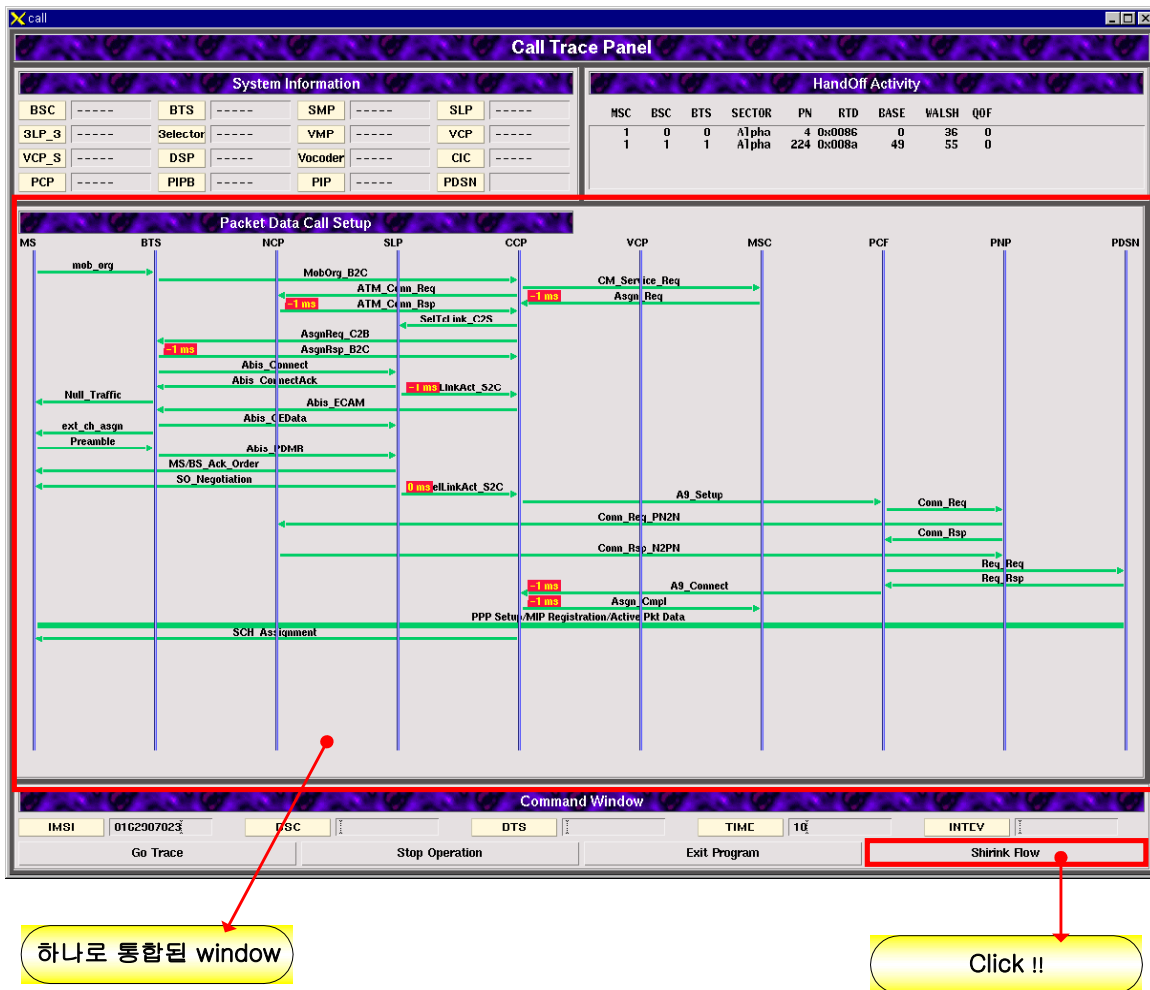 call
Call Trace Panel
System Information
BSC ----- BTS ----- SMP ----- SLP -----
SLP_S Selector ----- VMP ----- VCP -----
VCP_S ----- DSP ----- Vocoder ----- CIC -----
PCP ----- PIPB ----- PIP ----- PDSN
HandOff Activity
MSC BSC BTS SECTOR PN RTD BASE WALSH QOF
1 0 0 Alpha 4 0x0086 0 36 0
1 1 1 Alpha 224 0x008a 49 55 0
Packet Data Call Setup
MS BTS NCP SLP CCP VCP MSC PCF PNP PDSN
mob_org
MobOrg_B2C
CM_Service_Req
ATM_Conn_Req
-1 ms Asgn_Req
-1 ms ATM_Conn_Rsp
SelTcLink_C2S
AsgnReq_C2B
-1 ms AsgnRsp_B2C
Abis_Connect
Abis_ConnectAck
-1 ms LinkAct_S2C
Null_Traffic
Abis_ECAM
Abis_CEData
ext_ch_asgn
Preamble
Abis_PDMR
MS/BS_Ack_Order
SO_Negotiation
0 ms elLinkAct_S2C
A9_Setup
Conn_Req
Conn_Req_PN2N
Conn_Rsp
Conn_Rsp_N2PN
Req_Req
Req_Rsp
-1 ms A9_Connect
-1 ms Asgn_Cmpl
PPP Setup/MIP Registration/Active Pkt Data
SCH_Assignment
Command Window
IMSI 0162907023 BSC BTS TIME 10 INTEV
Go Trace Stop Operation Exit Program Shirink Flow
하나로 통합된 window
Click !!